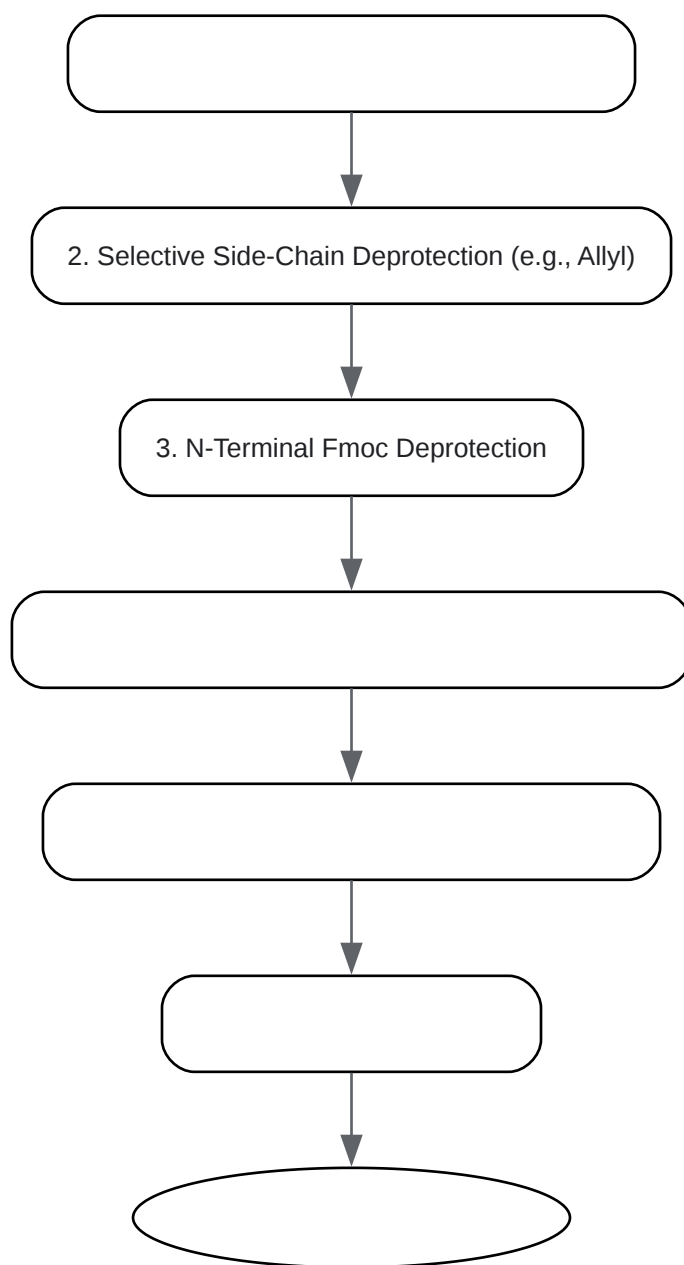 2. Selective Side-Chain Deprotection (e.g., Allyl)
3. N-Terminal Fmoc Deprotection